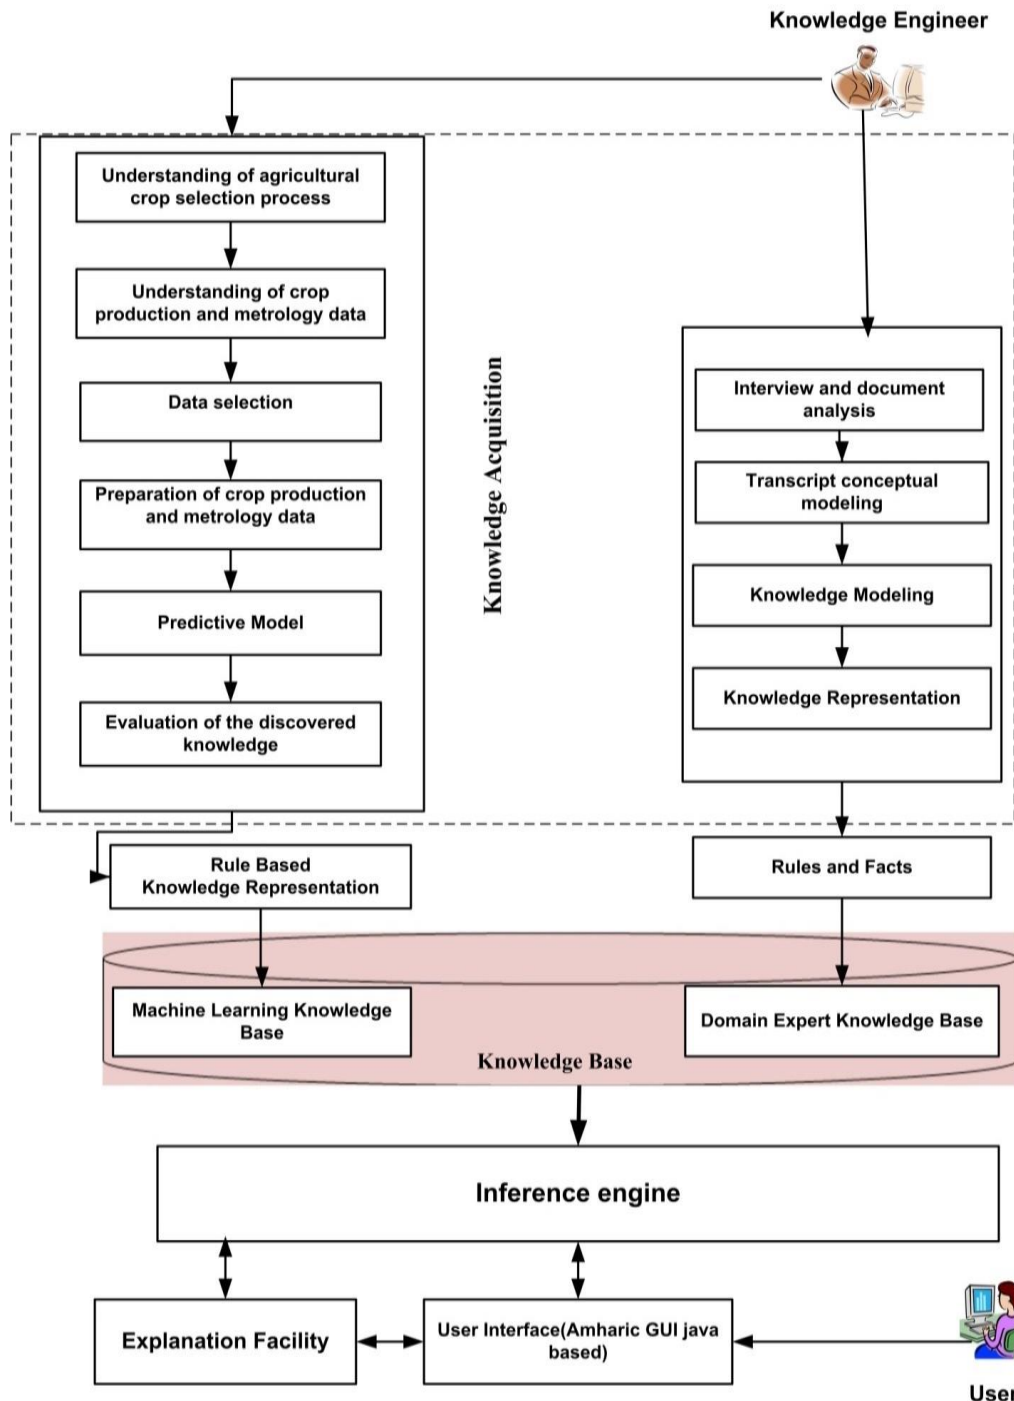 Knowledge Engineer
Understanding of agricultural
crop selection process
Understanding of crop
production and metrology data
Data selection
Preparation of crop production
and metrology data
Predictive Model
Evaluation of the discovered
knowledge
Knowledge Acquisition
Interview and document
analysis
Transcript conceptual
modeling
Knowledge Modeling
Knowledge Representation
Rule Based
Knowledge Representation
Rules and Facts
Machine Learning Knowledge
Base
Domain Expert Knowledge Base
Knowledge Base
Inference engine
Explanation Facility
User Interface(Amharic GUI java
based)
User